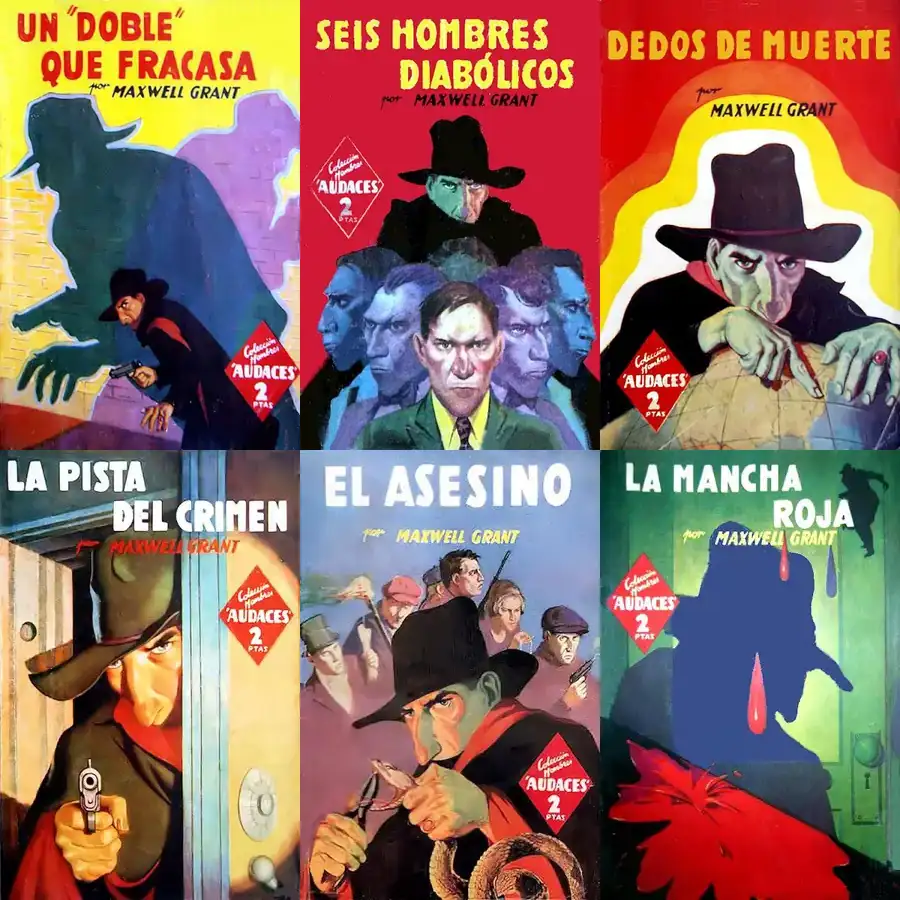 UN "DOBLE"
QUE FRACASA
por MAXWELL GRANT
Colección
Hombres
'AUDACES'
2
PTAS
SEIS HOMBRES
DIABÓLICOS
por MAXWELL GRANT
Colección
Hombres
'AUDACES'
2
PTAS
DEDOS DE MUERTE
por
MAXWELL GRANT
Colección
Hombres
'AUDACES'
2
PTAS
LA PISTA
DEL CRIMEN
por MAXWELL GRANT
Colección
Hombres
'AUDACES'
2
PTAS
EL ASESINO
por MAXWELL GRANT
Colección
Hombres
'AUDACES'
2
PTAS
LA MANCHA
ROJA
por MAXWELL GRANT
Colección
Hombres
'AUDACES'
2
PTAS